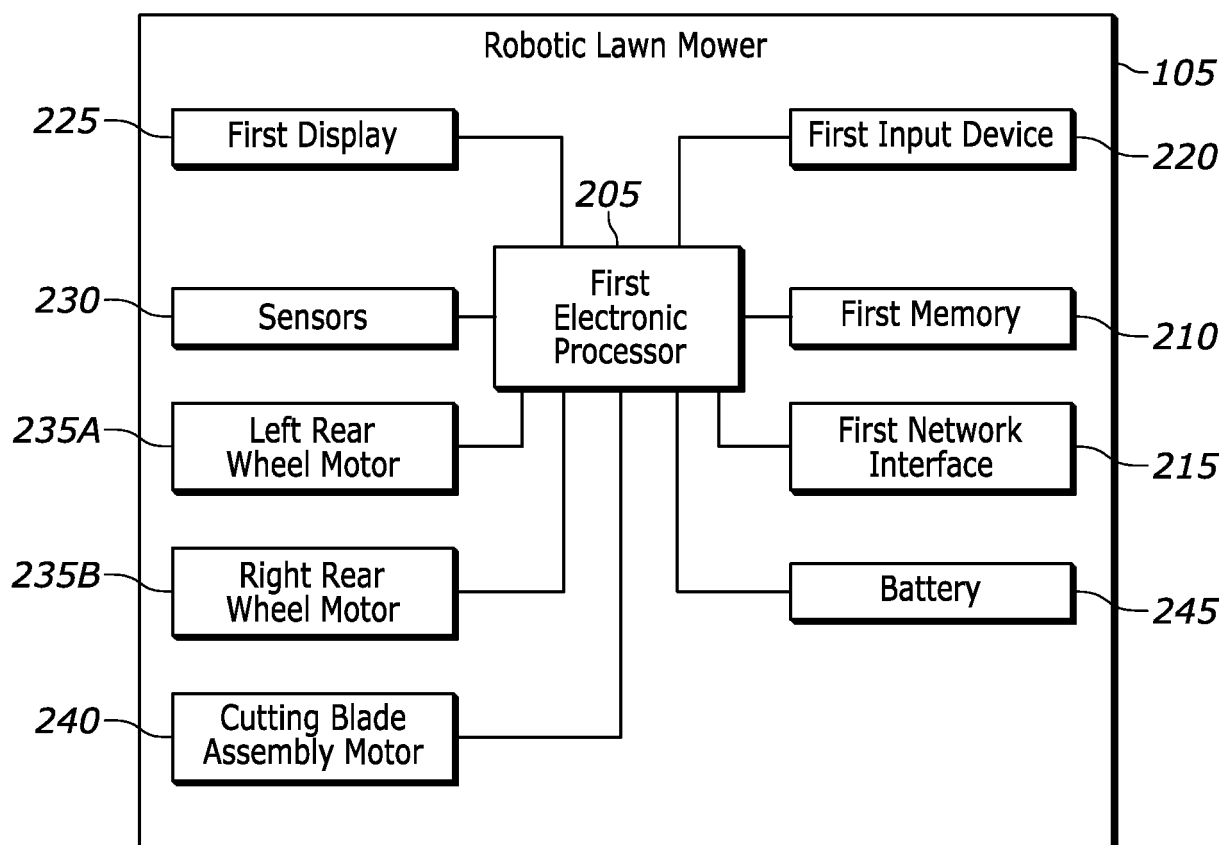 Robotic Lawn Mower
105
225
First Display
First Input Device
220
205
First
Electronic
Processor
230
Sensors
First Memory
210
235A
Left Rear
Wheel Motor
First Network
Interface
215
235B
Right Rear
Wheel Motor
Battery
245
240
Cutting Blade
Assembly Motor